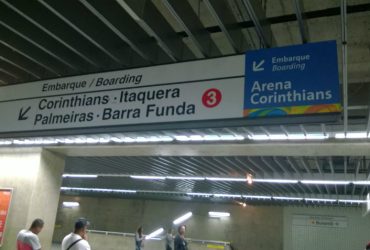 Embarque / Boarding
Corinthians · Itaquera
Palmeiras · Barra Funda 3
Embarque
Boarding
Arena
Corinthians